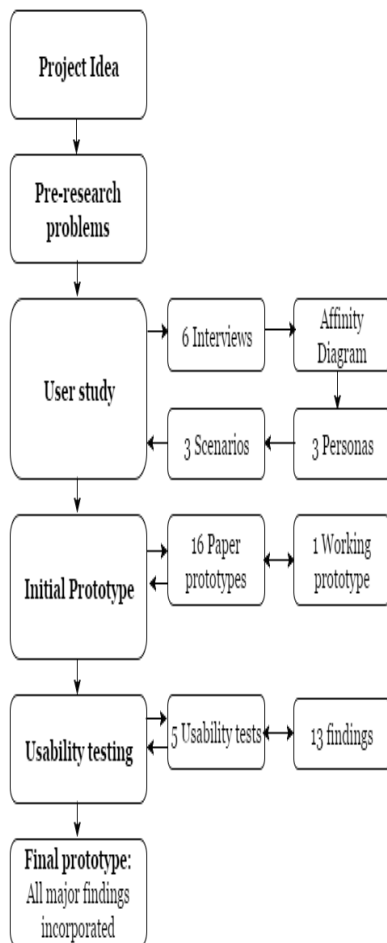 Project Idea
Pre-research
problems
User study
6 Interviews
Affinity
Diagram
3 Scenarios
3 Personas
Initial Prototype
16 Paper
prototypes
1 Working
prototype
Usability testing
5 Usability tests
13 findings
Final prototype:
All major findings
incorporated